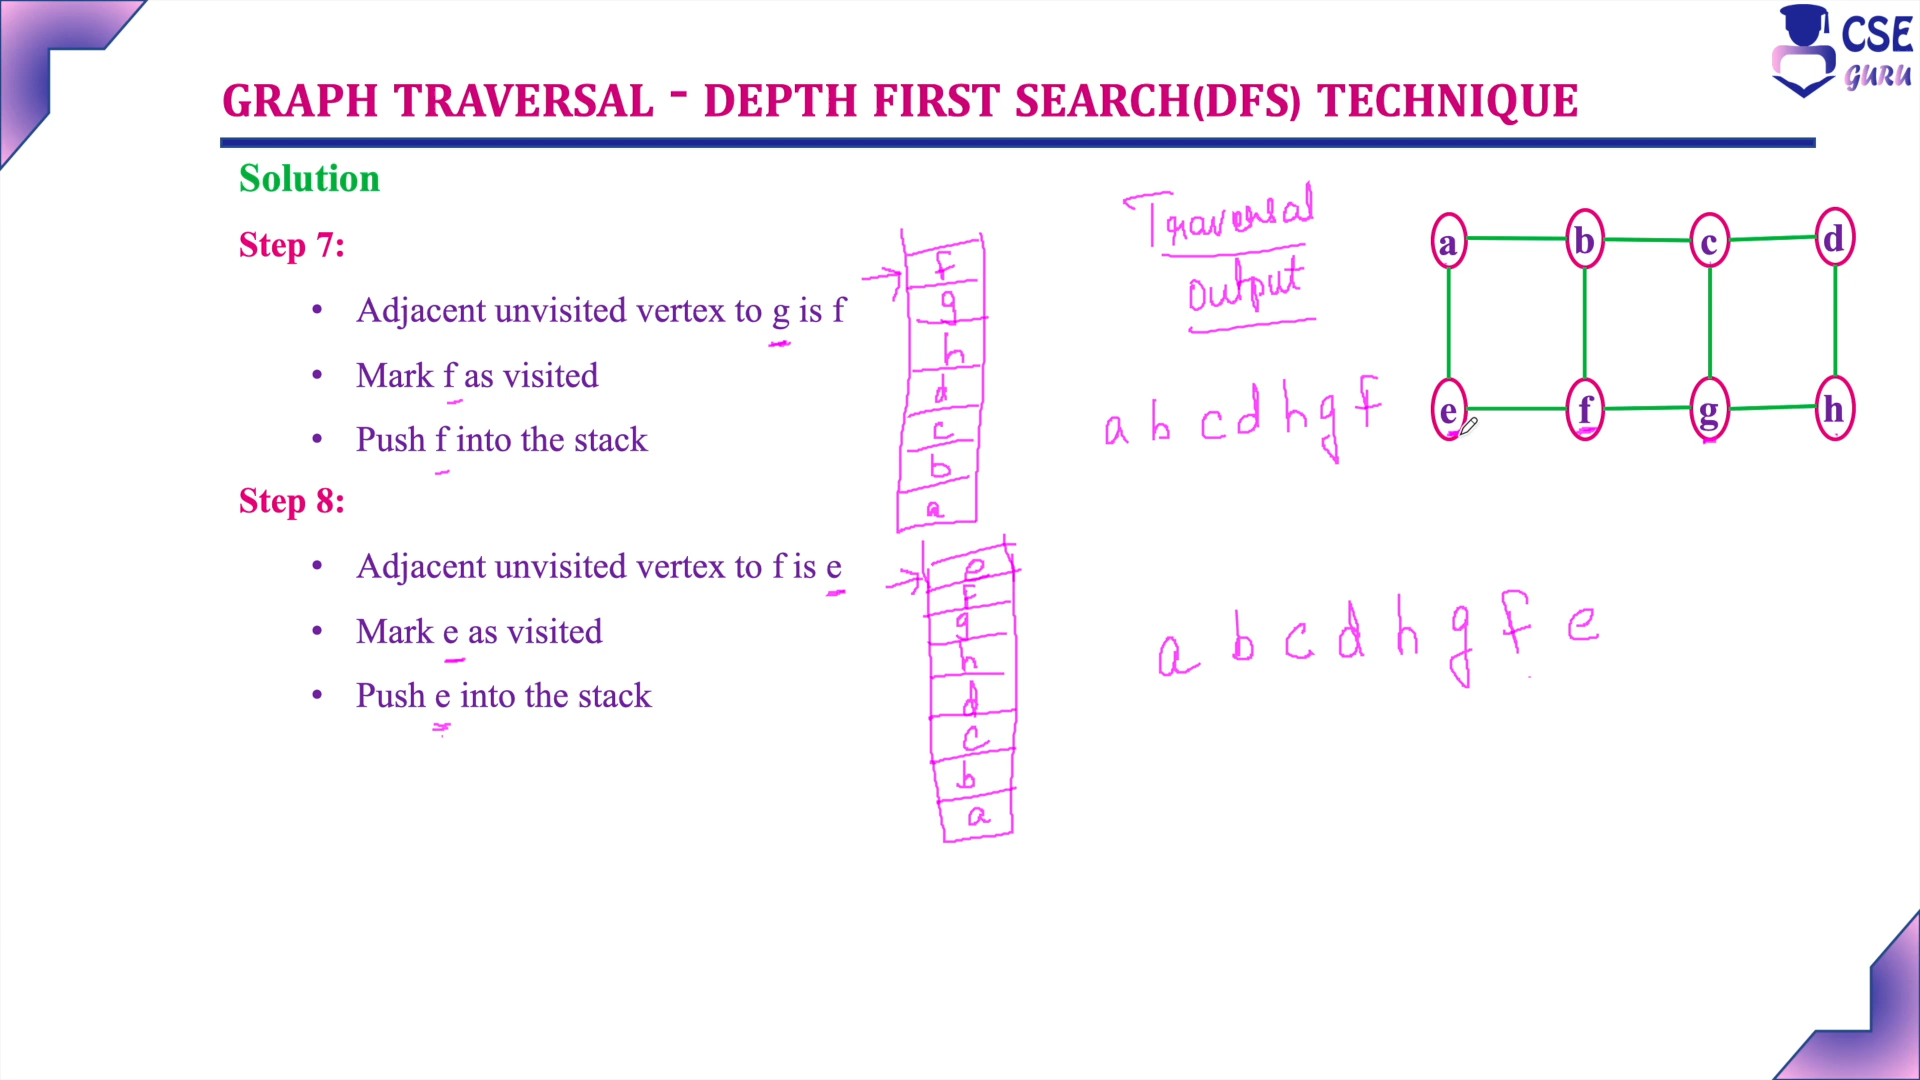 CSE
GURU
GRAPH TRAVERSAL - DEPTH FIRST SEARCH(DFS) TECHNIQUE
Solution
Step 7:
• Adjacent unvisited vertex to g is f
• Mark f as visited
• Push f into the stack
Step 8:
• Adjacent unvisited vertex to f is e
• Mark e as visited
• Push e into the stack
f
g
h
d
c
b
a
e
f
g
h
d
c
b
a
Traversal
output
a b c d h g f
a b c d h g f e
a b c d
e f g h